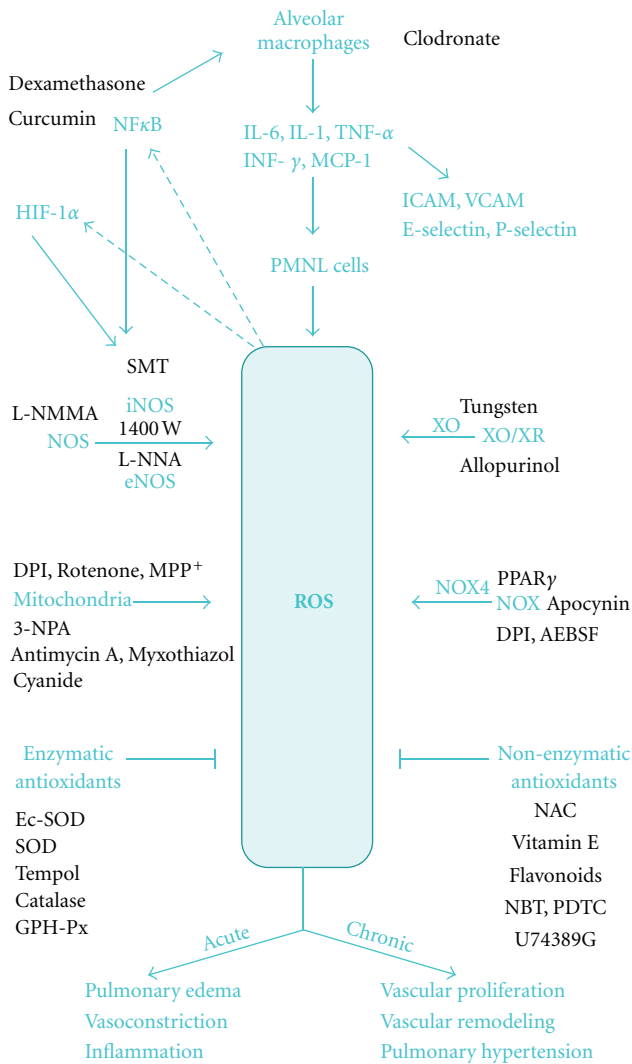 Alveolar
macrophages
Clodronate
Dexamethasone
Curcumin
NFκB
IL-6, IL-1, TNF-α
INF- γ, MCP-1
ICAM, VCAM
E-selectin, P-selectin
HIF-1α
PMNL cells
SMT
L-NMMA
iNOS
NOS
1400 W
L-NNA
eNOS
Tungsten
XO
XO/XR
Allopurinol
DPI, Rotenone, MPP⁺
Mitochondria
3-NPA
Antimycin A, Myxothiazol
Cyanide
ROS
NOX4
PPARγ
NOX Apocynin
DPI, AEBSF
Enzymatic
antioxidants
Ec-SOD
SOD
Tempol
Catalase
GPH-Px
Non-enzymatic
antioxidants
NAC
Vitamin E
Flavonoids
NBT, PDTC
U74389G
Acute
Chronic
Pulmonary edema
Vasoconstriction
Inflammation
Vascular proliferation
Vascular remodeling
Pulmonary hypertension